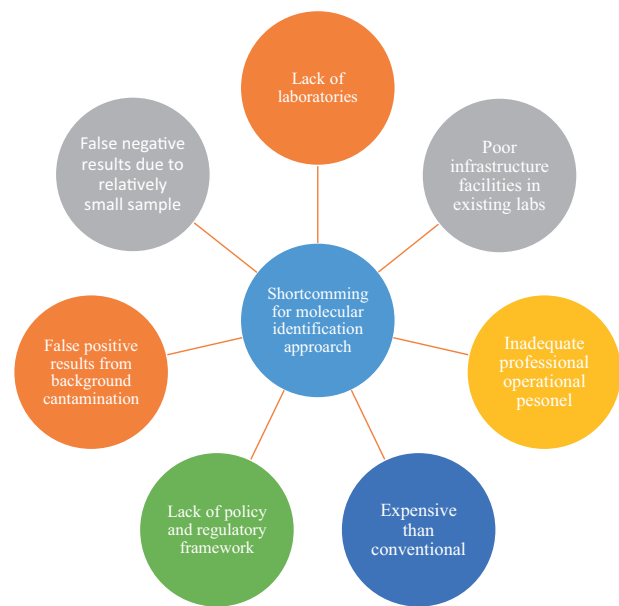 Lack of
laboratories
Poor
infrastructure
facilities in
existing labs
Inadequate
professional
operational
pesonel
Expensive
than
conventional
Lack of policy
and regulatory
framework
False positive
results from
background
cantamination
False negative
results due to
relatively
small sample
Shortcomming
for molecular
identification
approarch